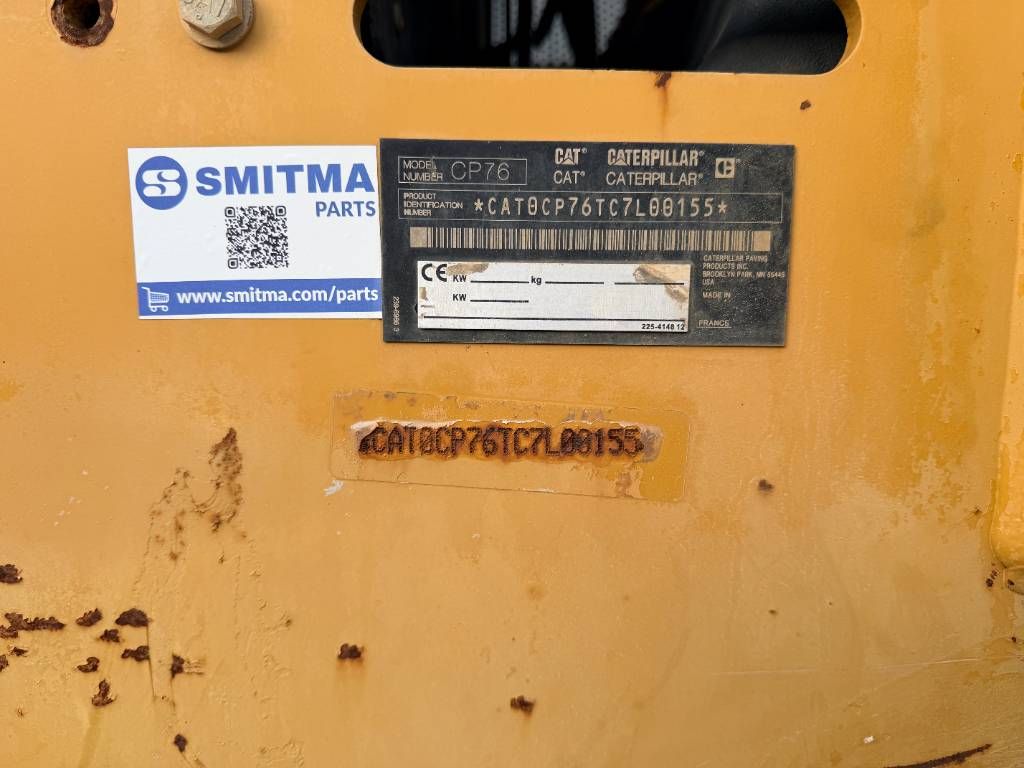 SMITMA
PARTS
www.smitma.com/parts
MODEL NUMBER CP76
CAT® CATERPILLAR®
CAT® CATERPILLAR®
PRODUCT IDENTIFICATION NUMBER *CAT0CP76TC7L00155*
CATERPILLAR PAVING
PRODUCTS INC.
BROOKLYN PARK, MN 55445
USA
MADE IN
FRANCE
CE KW kg
KW
225-4148 12
*CAT0CP76TC7L00155*